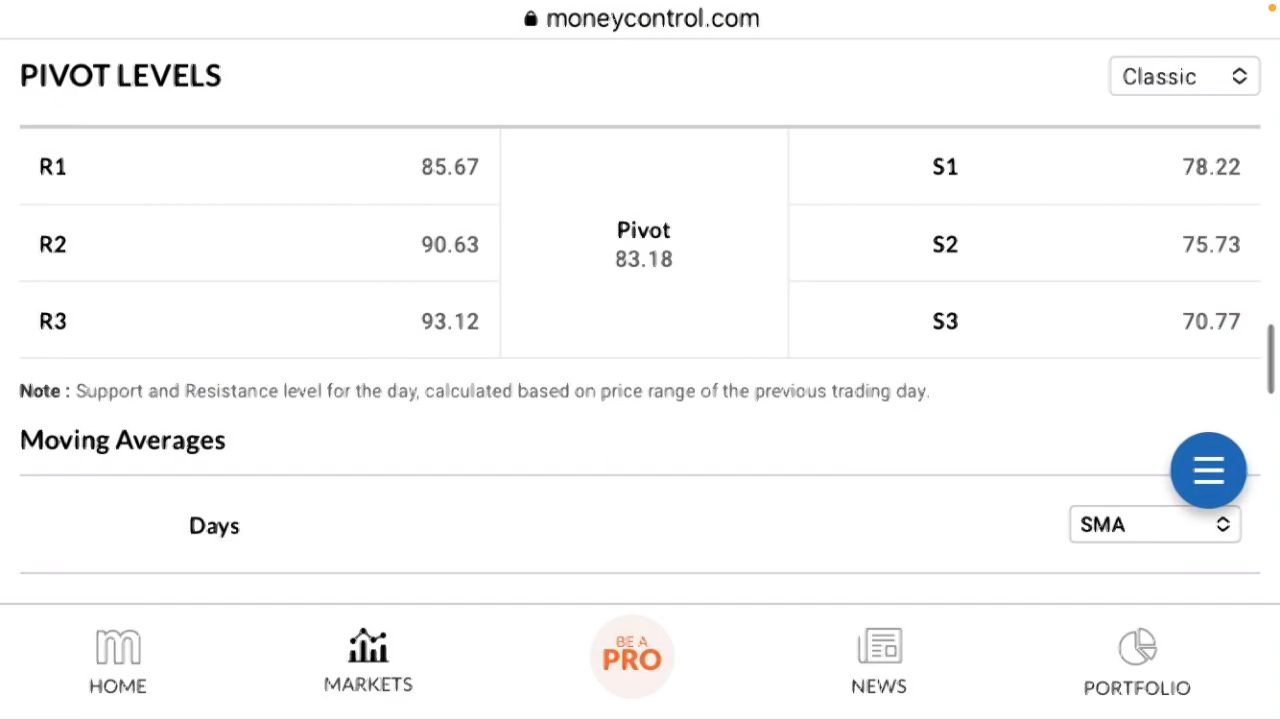 moneycontrol.com
PIVOT LEVELS
Classic
R1 85.67
R2 90.63
R3 93.12
Pivot
83.18
S1 78.22
S2 75.73
S3 70.77
Note : Support and Resistance level for the day, calculated based on price range of the previous trading day.
Moving Averages
Days SMA
HOME
MARKETS
BE A
PRO
NEWS
PORTFOLIO